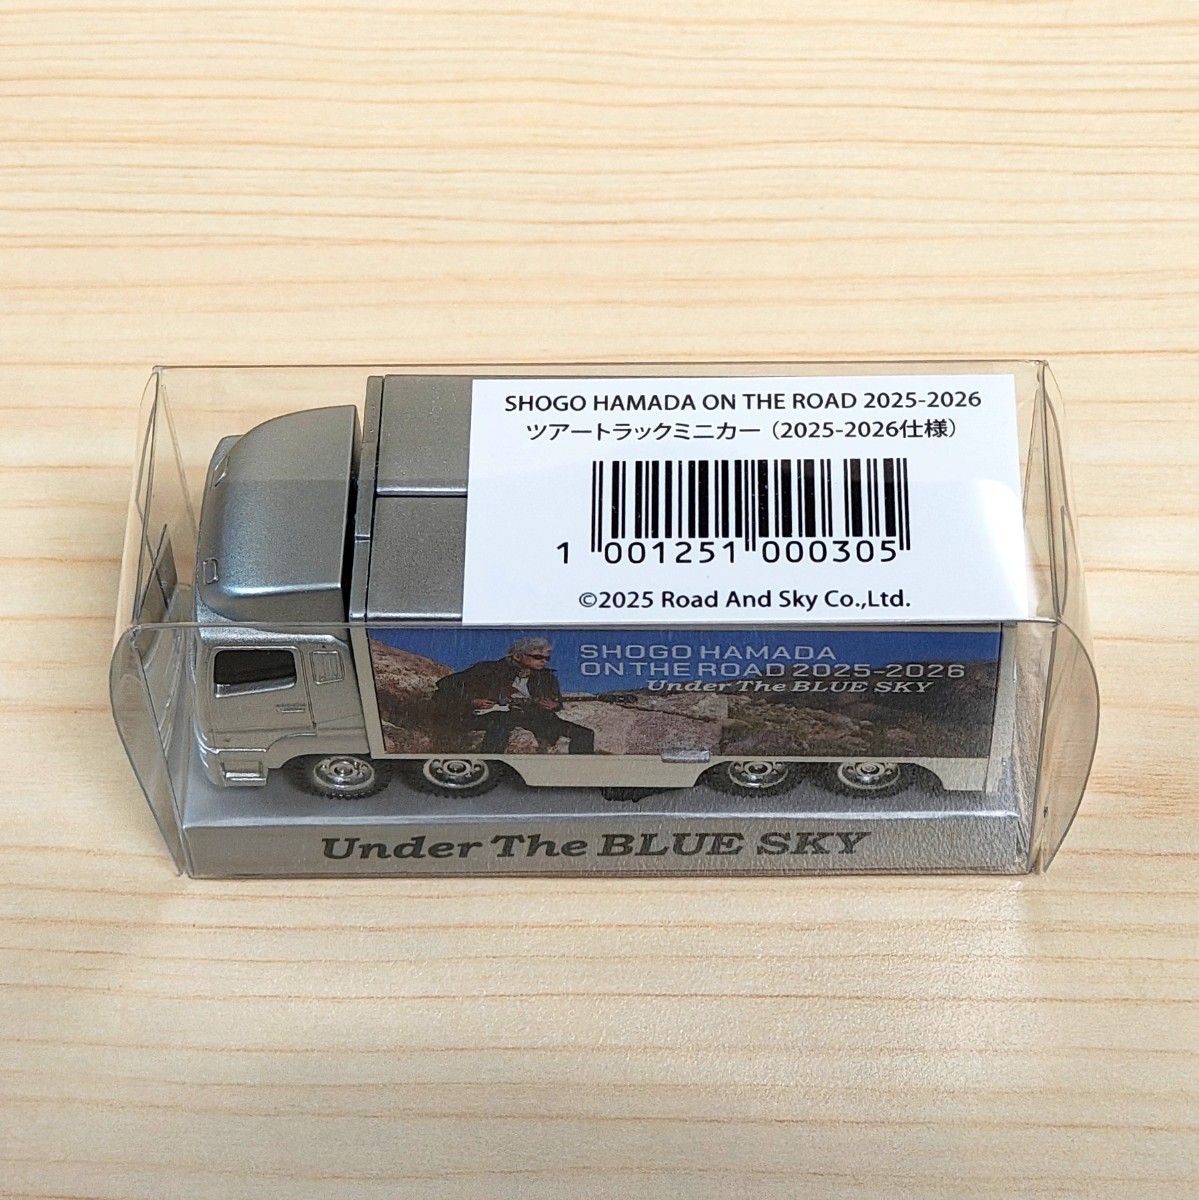 SHOGO HAMADA ON THE ROAD 2025-2026
ツアートラックミニカー（2025-2026仕様）
1 001251 000305
©2025 Road And Sky Co.,Ltd.
SHOGO HAMADA
ON THE ROAD 2025-2026
Under The BLUE SKY
Under The BLUE SKY